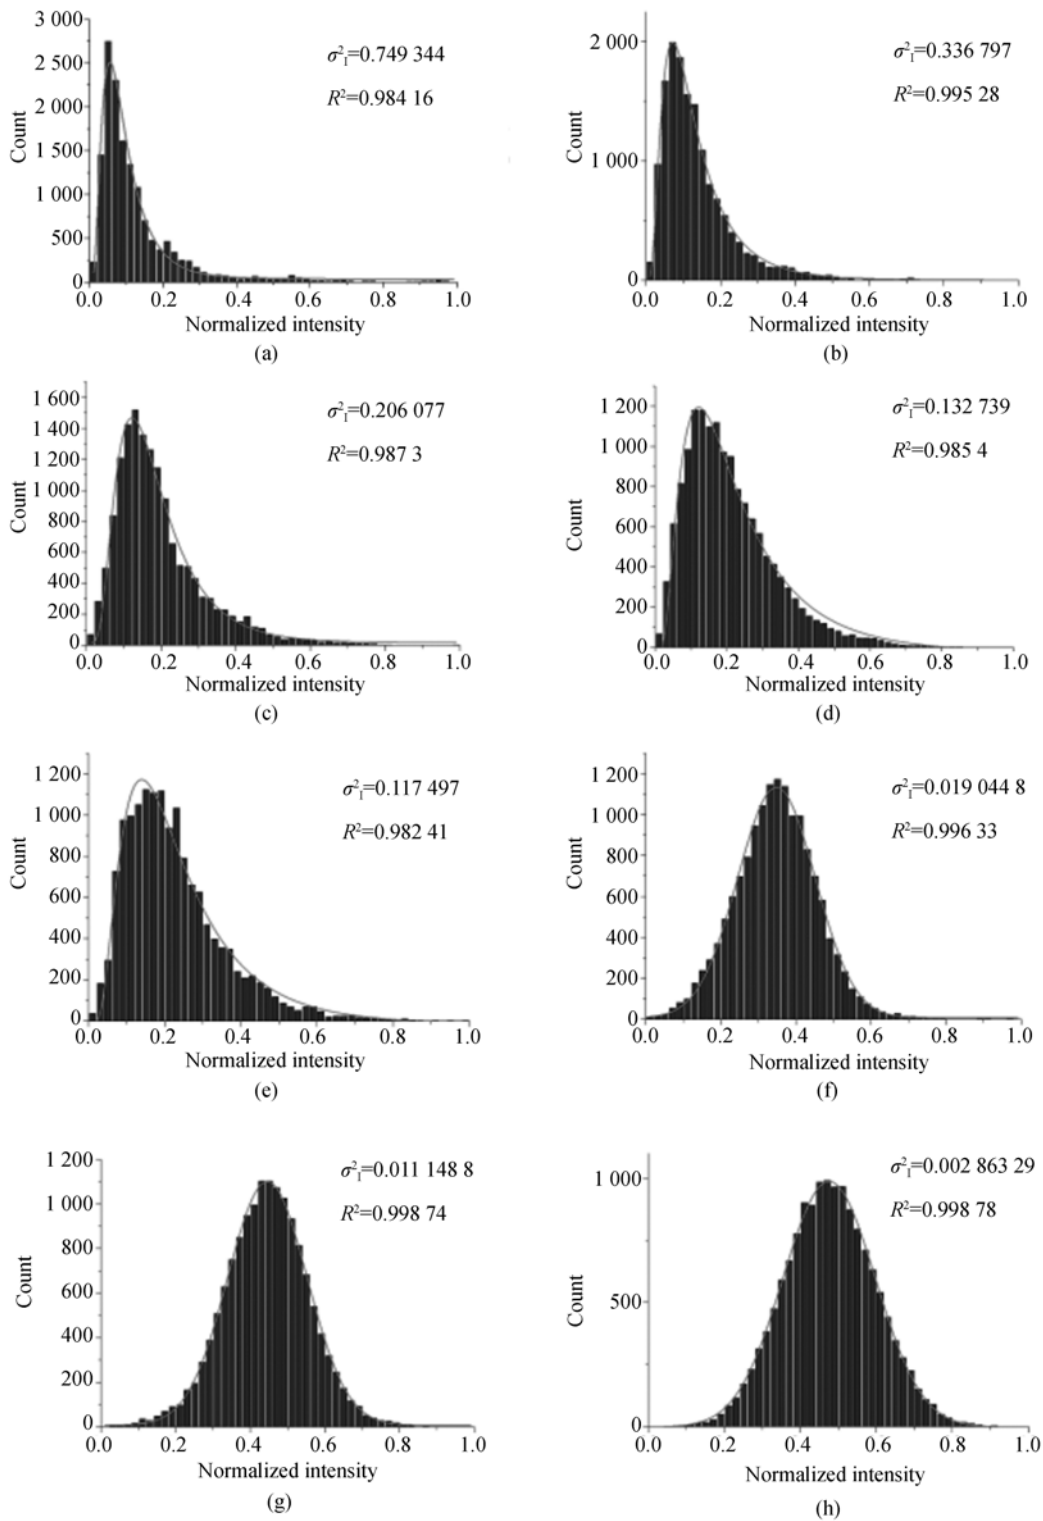 3 000
2 500
2 000
1 500
1 000
500
0
Count
σ²I=0.749 344
R²=0.984 16
0.0 0.2 0.4 0.6 0.8 1.0
Normalized intensity
(a)
2 000
1 000
0
Count
σ²I=0.336 797
R²=0.995 28
0.0 0.2 0.4 0.6 0.8 1.0
Normalized intensity
(b)
1 600
1 400
1 200
1 000
800
600
400
200
0
Count
σ²I=0.206 077
R²=0.987 3
0.0 0.2 0.4 0.6 0.8 1.0
Normalized intensity
(c)
1 200
1 000
800
600
400
200
0
Count
σ²I=0.132 739
R²=0.985 4
0.0 0.2 0.4 0.6 0.8 1.0
Normalized intensity
(d)
1 200
1 000
800
600
400
200
0
Count
σ²I=0.117 497
R²=0.982 41
0.0 0.2 0.4 0.6 0.8 1.0
Normalized intensity
(e)
1 200
1 000
800
600
400
200
0
Count
σ²I=0.019 044 8
R²=0.996 33
0.0 0.2 0.4 0.6 0.8 1.0
Normalized intensity
(f)
1 200
1 000
800
600
400
200
0
Count
σ²I=0.011 148 8
R²=0.998 74
0.0 0.2 0.4 0.6 0.8 1.0
Normalized intensity
(g)
1 000
500
0
Count
σ²I=0.002 863 29
R²=0.998 78
0.0 0.2 0.4 0.6 0.8 1.0
Normalized intensity
(h)